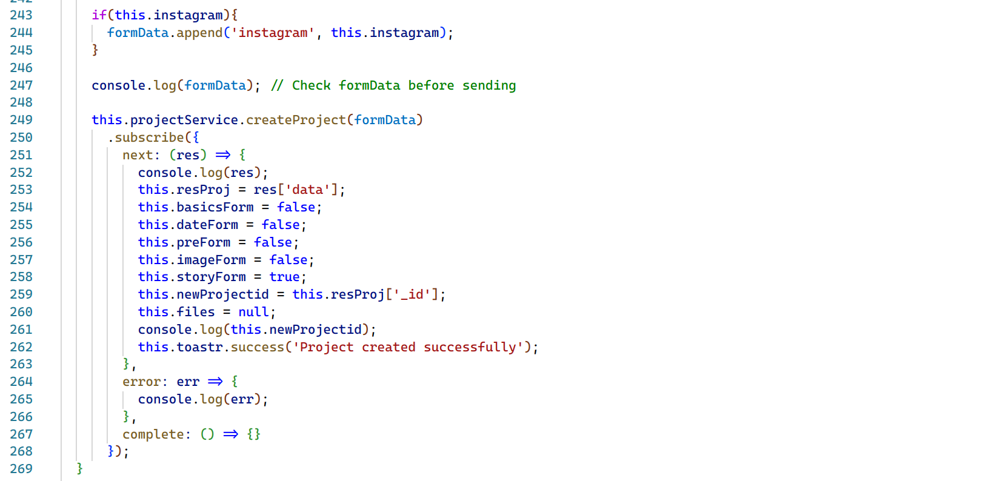 243 if(this.instagram){
244 formData.append('instagram', this.instagram);
245 }
246
247 console.log(formData); // Check formData before sending
248
249 this.projectService.createProject(formData)
250 .subscribe({
251 next: (res) => {
252 console.log(res);
253 this.resProj = res['data'];
254 this.basicsForm = false;
255 this.dateForm = false;
256 this.preForm = false;
257 this.imageForm = false;
258 this.storyForm = true;
259 this.newProjectid = this.resProj['_id'];
260 this.files = null;
261 console.log(this.newProjectid);
262 this.toastr.success('Project created successfully');
263 },
264 error: err => {
265 console.log(err);
266 },
267 complete: () => {}
268 });
269 }